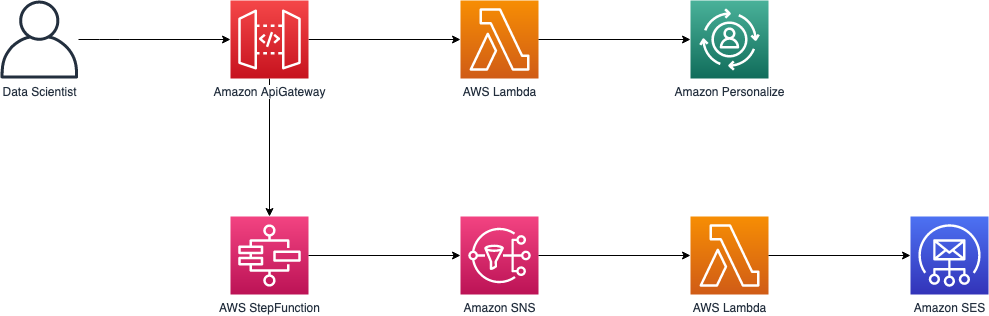 Data Scientist
Amazon ApiGateway
AWS Lambda
Amazon Personalize
AWS StepFunction
Amazon SNS
AWS Lambda
Amazon SES